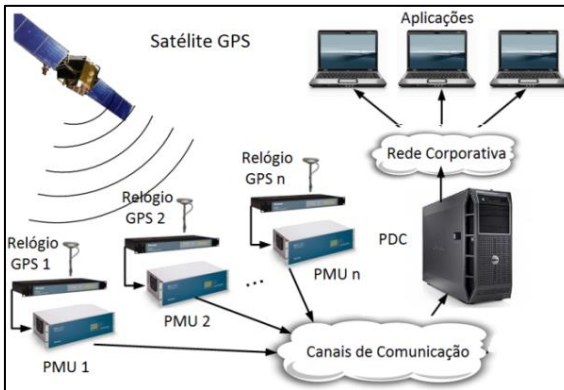 Aplicações
Satélite GPS
Rede Corporativa
Relógio
GPS n
Relogio
GPS 2
Relógio
GPS 1
PDC
PMU n
...
PMU 2
PMU 1
Canais de Comunicação